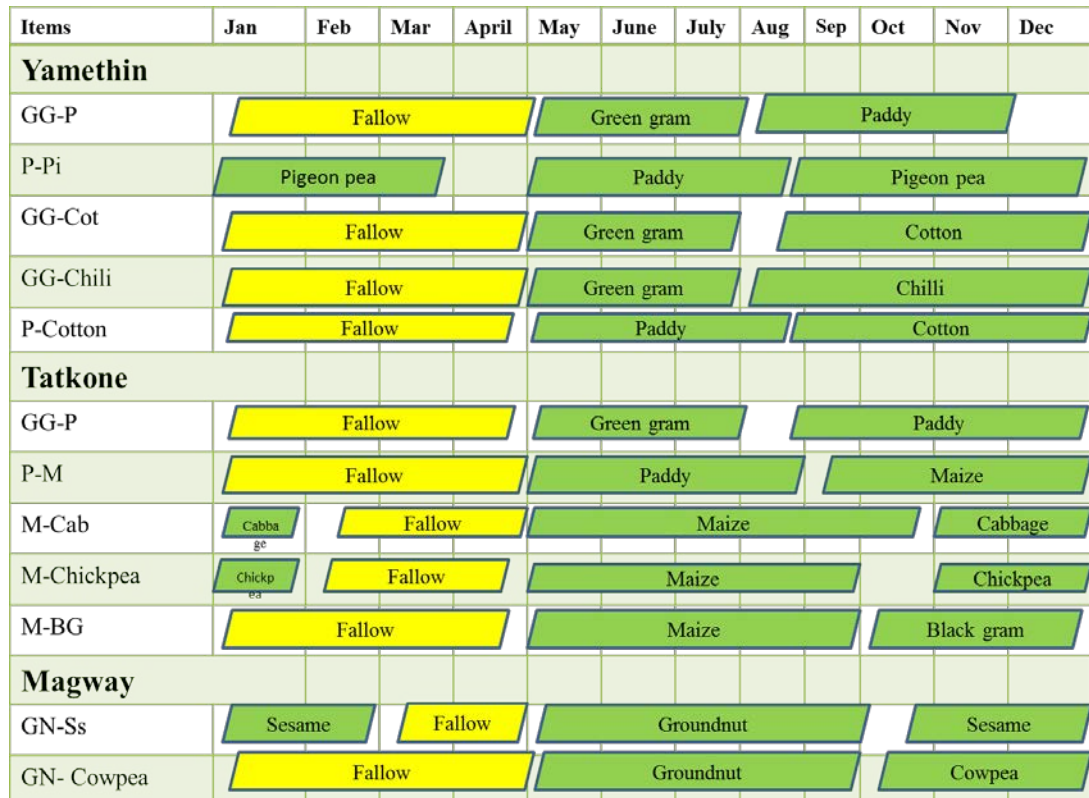 Items Jan Feb Mar April May June July Aug Sep Oct Nov Dec
Yamethin
GG-P Fallow Green gram Paddy
P-Pi Pigeon pea Paddy Pigeon pea
GG-Cot Fallow Green gram Cotton
GG-Chili Fallow Green gram Chilli
P-Cotton Fallow Paddy Cotton
Tatkone
GG-P Fallow Green gram Paddy
P-M Fallow Paddy Maize
M-Cab Cabba
ge Fallow Maize Cabbage
M-Chickpea Chickp
ea Fallow Maize Chickpea
M-BG Fallow Maize Black gram
Magway
GN-Ss Sesame Fallow Groundnut Sesame
GN- Cowpea Fallow Groundnut Cowpea